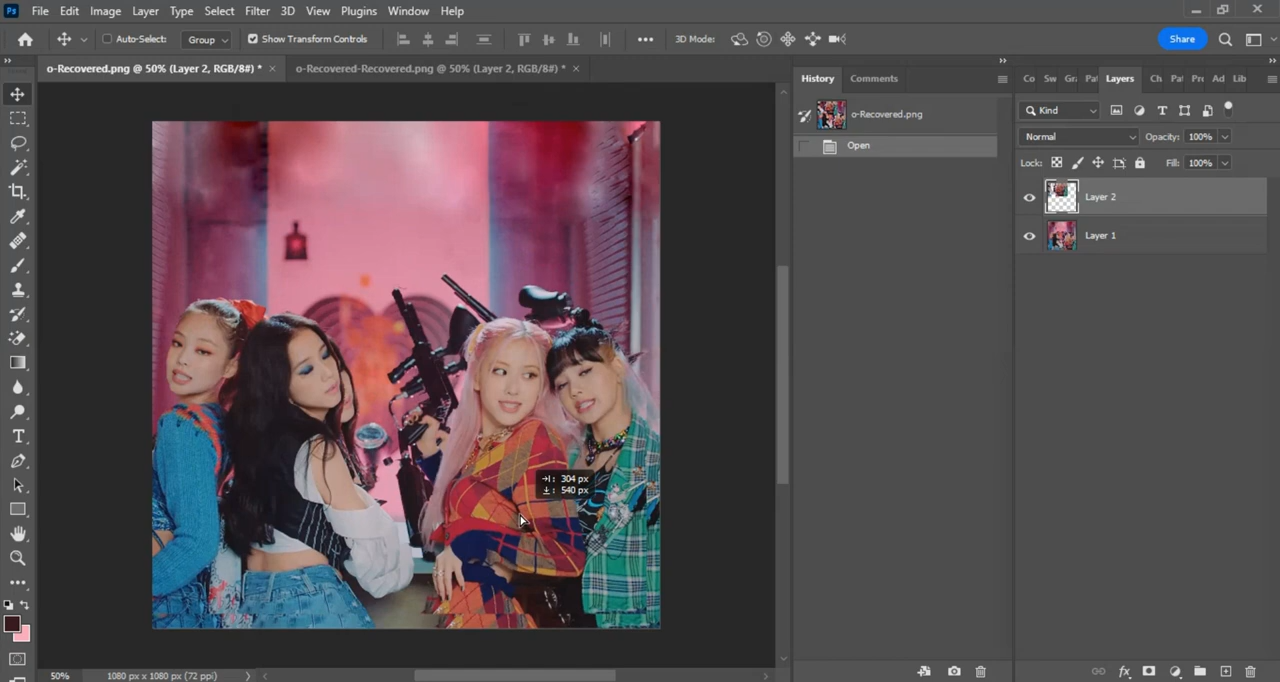 Ps File Edit Image Layer Type Select Filter 3D View Plugins Window Help
Auto-Select: Group Show Transform Controls ••• 3D Mode: Share
o-Recovered.png @ 50% (Layer 2, RGB/8#) * × o-Recovered-Recovered.png @ 50% (Layer 2, RGB/8#) * ×
History Comments
Co Sw Gr Pat Layers Ch Pat Pr Ad Lib
o-Recovered.png
Open
Kind
Normal Opacity: 100%
Lock: Fill: 100%
Layer 2
Layer 1
304 px
540 px
50% 1080 px x 1080 px (72 ppi)